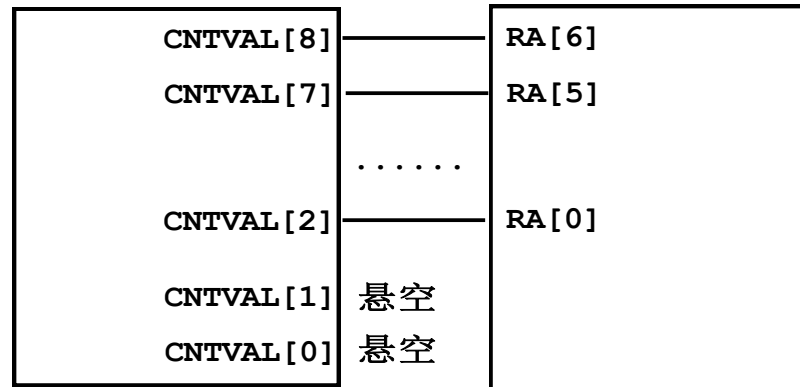 CNTVAL[8] RA[6]
CNTVAL[7] RA[5]
......
CNTVAL[2] RA[0]
CNTVAL[1] 悬空
CNTVAL[0] 悬空